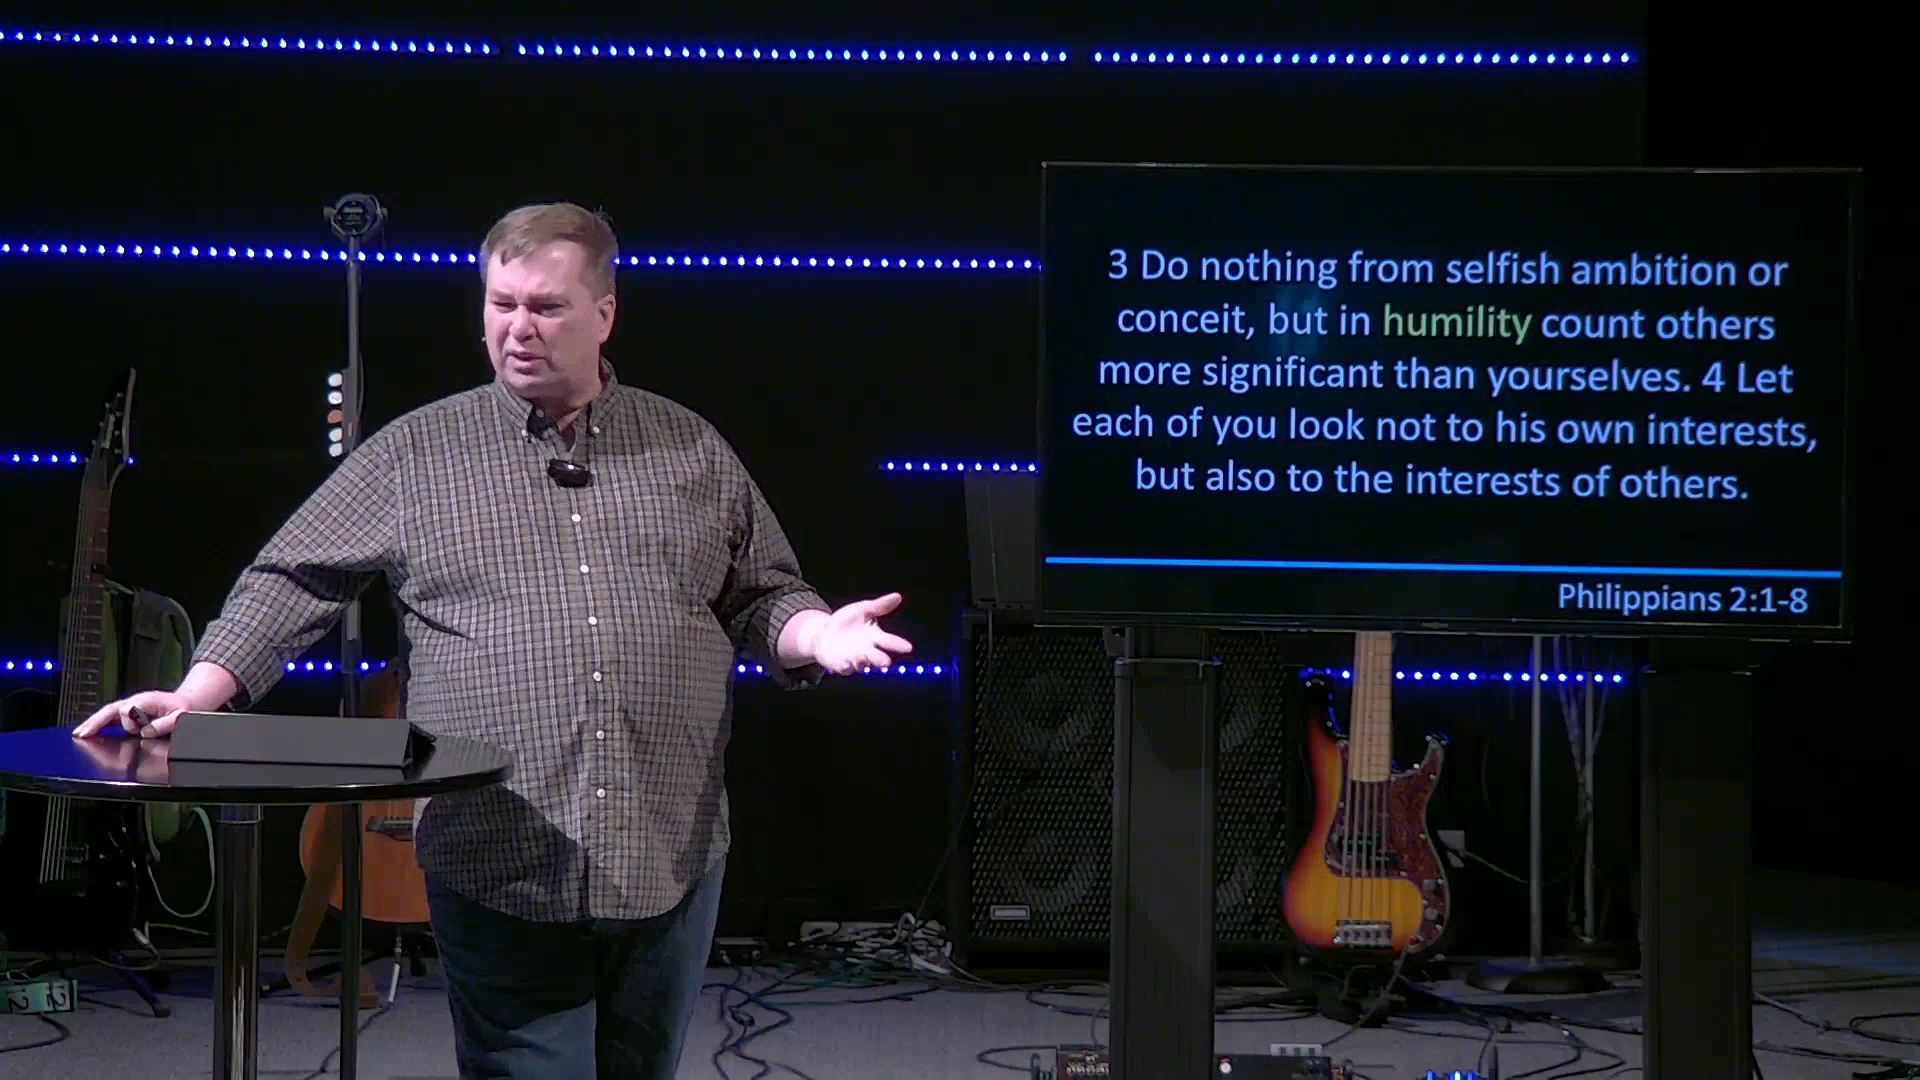 3 Do nothing from selfish ambition or
conceit, but in humility count others
more significant than yourselves. 4 Let
each of you look not to his own interests,
but also to the interests of others.
Philippians 2:1-8